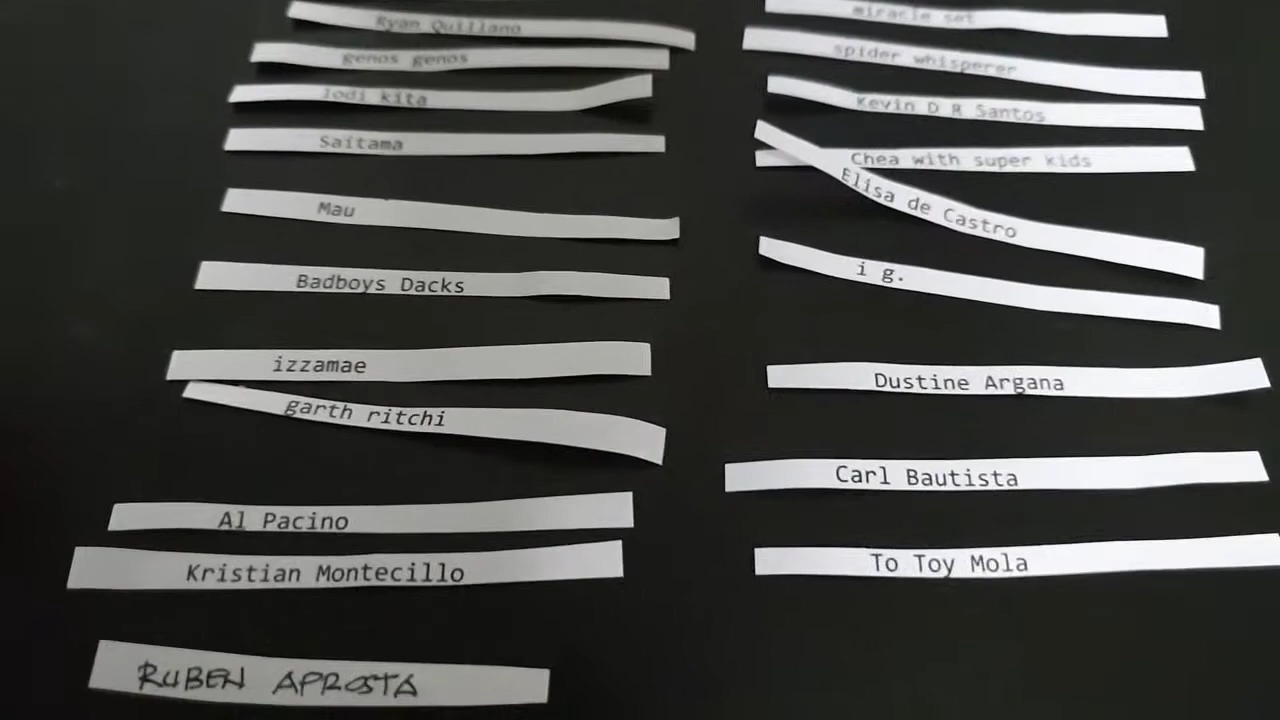 Ryan Quillano
genos genos
jodi kita
Saitama
Mau
Badboys Dacks
izzamae
garth ritchi
Al Pacino
Kristian Montecillo
RUBEN APROSTA
miracle set
spider whisperer
Kevin D R Santos
Chea with super kids
Elisa de Castro
i g.
Dustine Argana
Carl Bautista
To Toy Mola